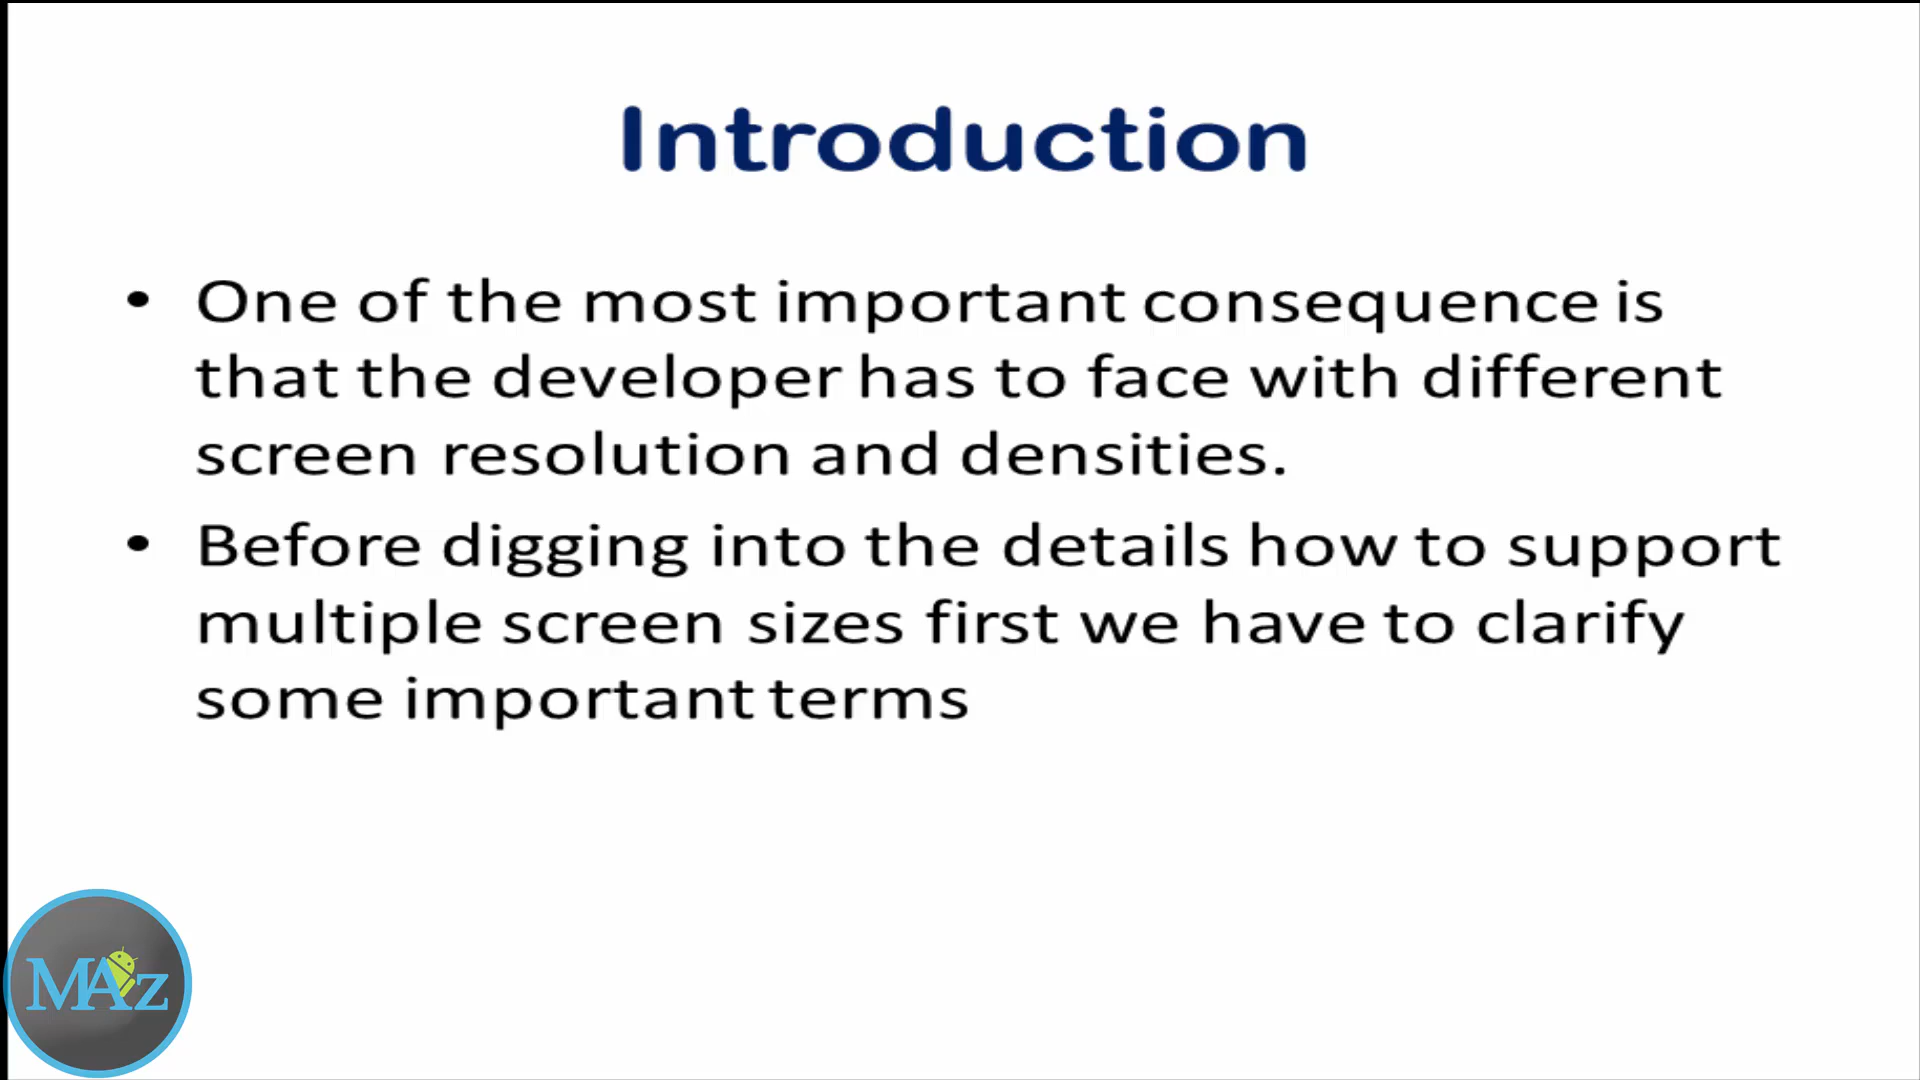 Introduction
• One of the most important consequence is
that the developer has to face with different
screen resolution and densities.
• Before digging into the details how to support
multiple screen sizes first we have to clarify
some important terms
MAz